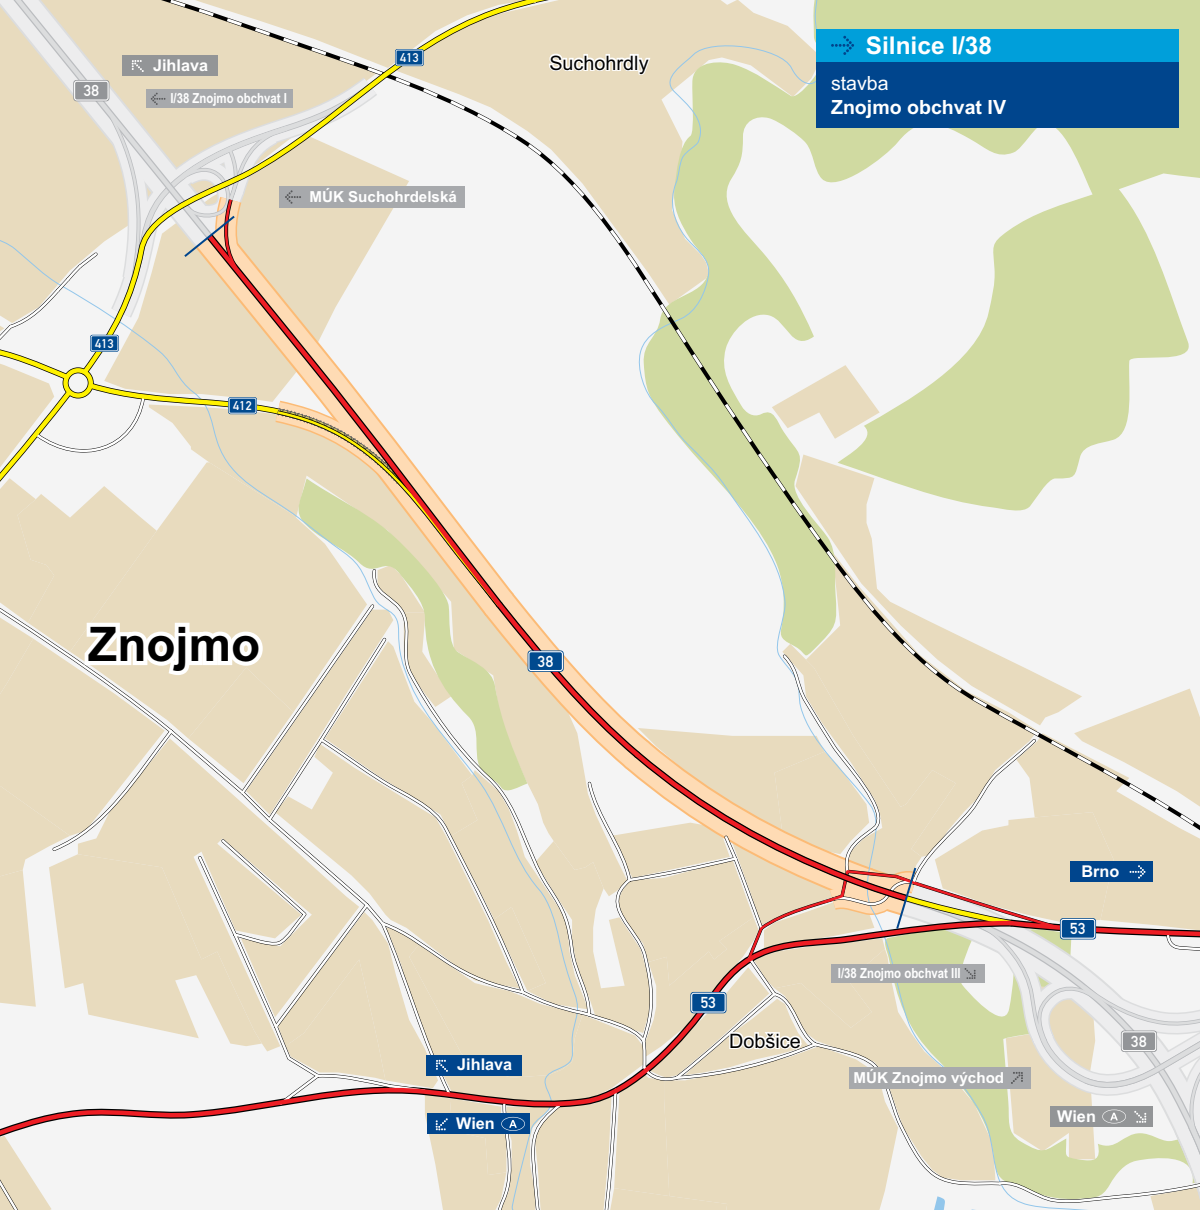 Silnice I/38
stavba
Znojmo obchvat IV
Suchohrdly
413
Jihlava
38
I/38 Znojmo obchvat I
MÚK Suchohrdelská
413
412
Znojmo
38
Brno
53
I/38 Znojmo obchvat III
53
Dobšice
38
Jihlava
MÚK Znojmo východ
Wien A
Wien A